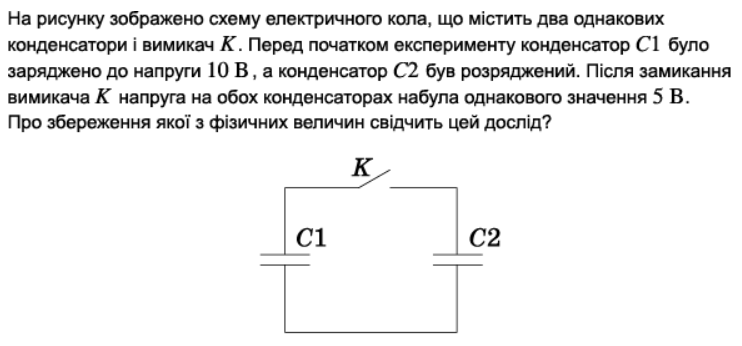 На рисунку зображено схему електричного кола, що містить два однакових
конденсатори і вимикач K. Перед початком експерименту конденсатор C1 було
заряджено до напруги 10 В, а конденсатор C2 був розряджений. Після замикання
вимикача K напруга на обох конденсаторах набула однакового значення 5 В.
Про збереження якої з фізичних величин свідчить цей дослід?
K
C1
C2